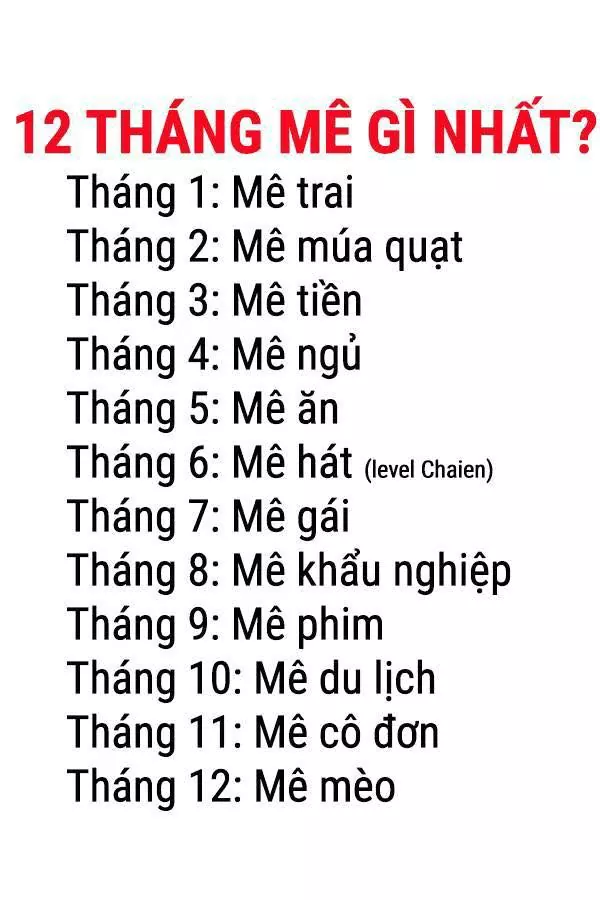 12 THÁNG MÊ GÌ NHẤT?
Tháng 1: Mê trai
Tháng 2: Mê múa quạt
Tháng 3: Mê tiền
Tháng 4: Mê ngủ
Tháng 5: Mê ăn
Tháng 6: Mê hát (level Chaien)
Tháng 7: Mê gái
Tháng 8: Mê khẩu nghiệp
Tháng 9: Mê phim
Tháng 10: Mê du lịch
Tháng 11: Mê cô đơn
Tháng 12: Mê mèo